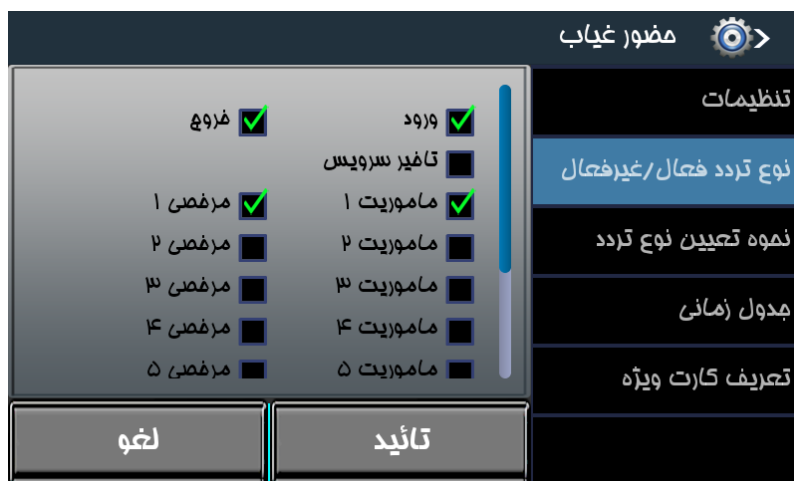 حضور غیاب
تنظیمات
نوع تردد فعال/غیرفعال
نحوه تعیین نوع تردد
جدول زمانی
تعریف کارت ویژه
ورود
خروج
تاخیر سرویس
ماموریت ۱
مرخصی ۱
ماموریت ۲
مرخصی ۲
ماموریت ۳
مرخصی ۳
ماموریت ۴
مرخصی ۴
ماموریت ۵
مرخصی ۵
تائید
لغو